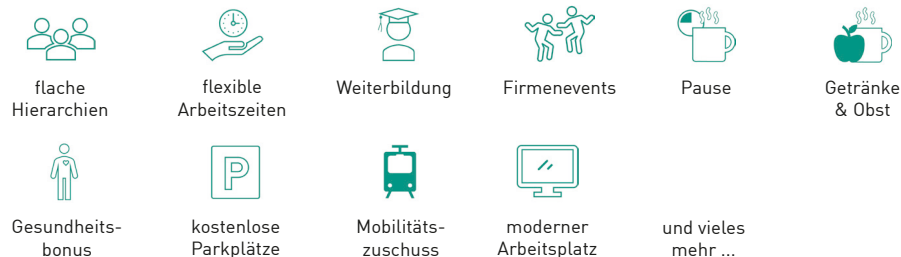 flache
Hierarchien
flexible
Arbeitszeiten
Weiterbildung
Firmenevents
Pause
Getränke
& Obst
P
Gesundheits-
bonus
kostenlose
Parkplätze
Mobilitäts-
zuschuss
moderner
Arbeitsplatz
und vieles
mehr ...